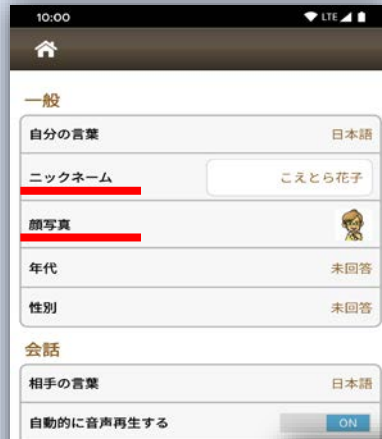 10:00 LTE
一般
自分の言葉 日本語
ニックネーム こえとら花子
顔写真
年代 未回答
性別 未回答
会話
相手の言葉 日本語
自動的に音声再生する ON